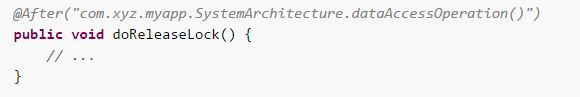 @After("com.xyz.myapp.SystemArchitecture.dataAccessOperation()")
public void doReleaseLock() {
    // ...
}